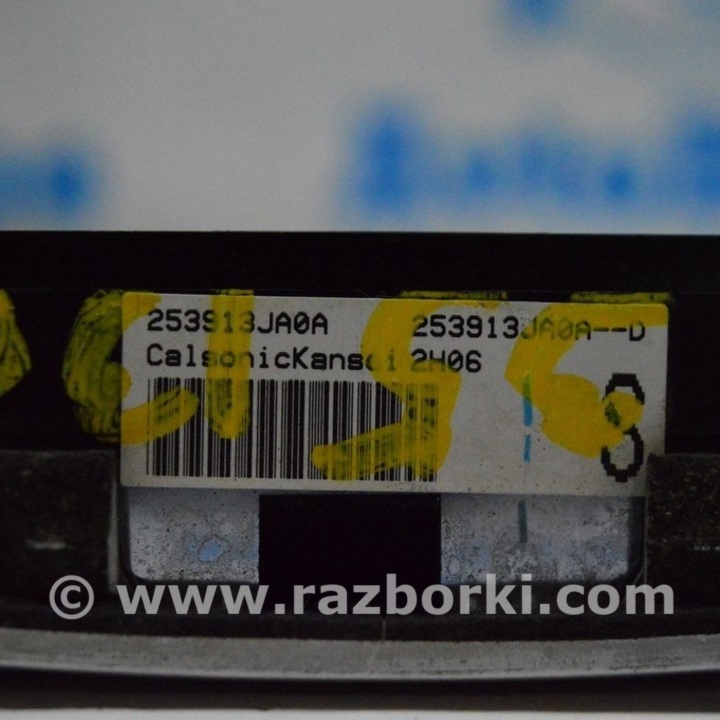 253913JA0A 253913JA0A--D
CalsonicKansei 2H06
8
© www.razborki.com